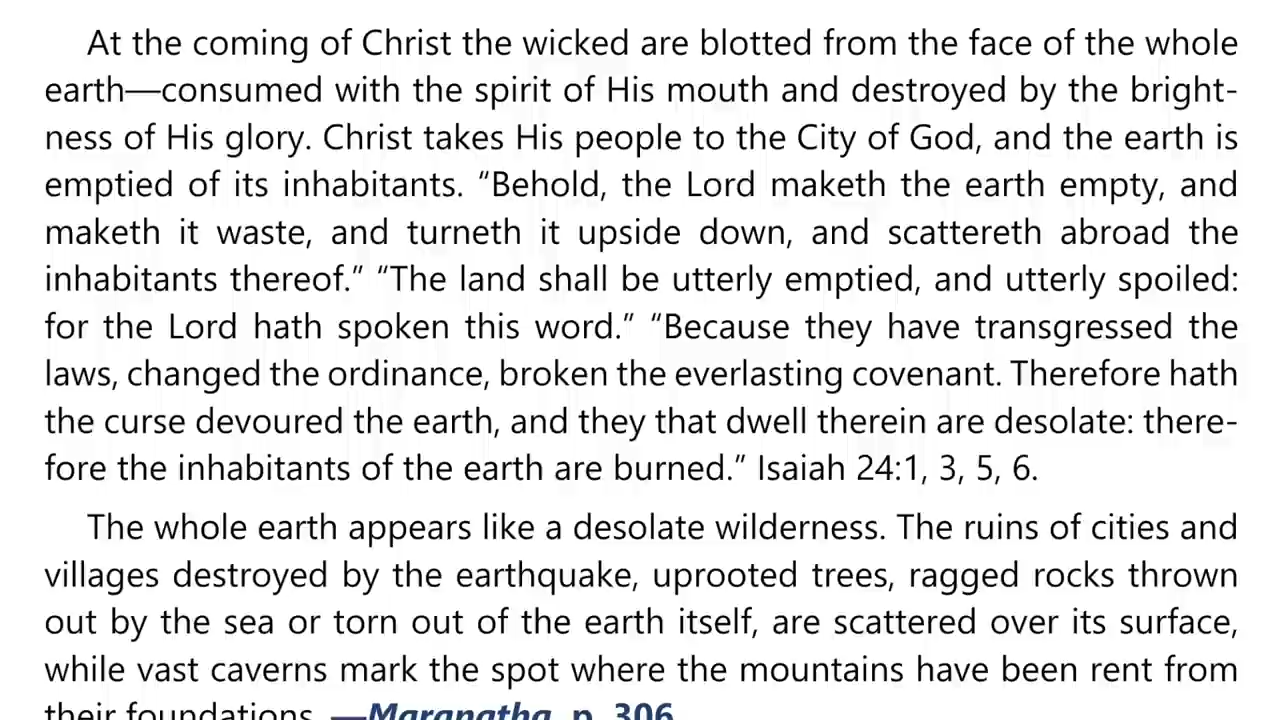 At the coming of Christ the wicked are blotted from the face of the whole
earth—consumed with the spirit of His mouth and destroyed by the bright-
ness of His glory. Christ takes His people to the City of God, and the earth is
emptied of its inhabitants. “Behold, the Lord maketh the earth empty, and
maketh it waste, and turneth it upside down, and scattereth abroad the
inhabitants thereof.” “The land shall be utterly emptied, and utterly spoiled:
for the Lord hath spoken this word.” “Because they have transgressed the
laws, changed the ordinance, broken the everlasting covenant. Therefore hath
the curse devoured the earth, and they that dwell therein are desolate: there-
fore the inhabitants of the earth are burned.” Isaiah 24:1, 3, 5, 6.
The whole earth appears like a desolate wilderness. The ruins of cities and
villages destroyed by the earthquake, uprooted trees, ragged rocks thrown
out by the sea or torn out of the earth itself, are scattered over its surface,
while vast caverns mark the spot where the mountains have been rent from
their foundations. —Maranatha, p. 306